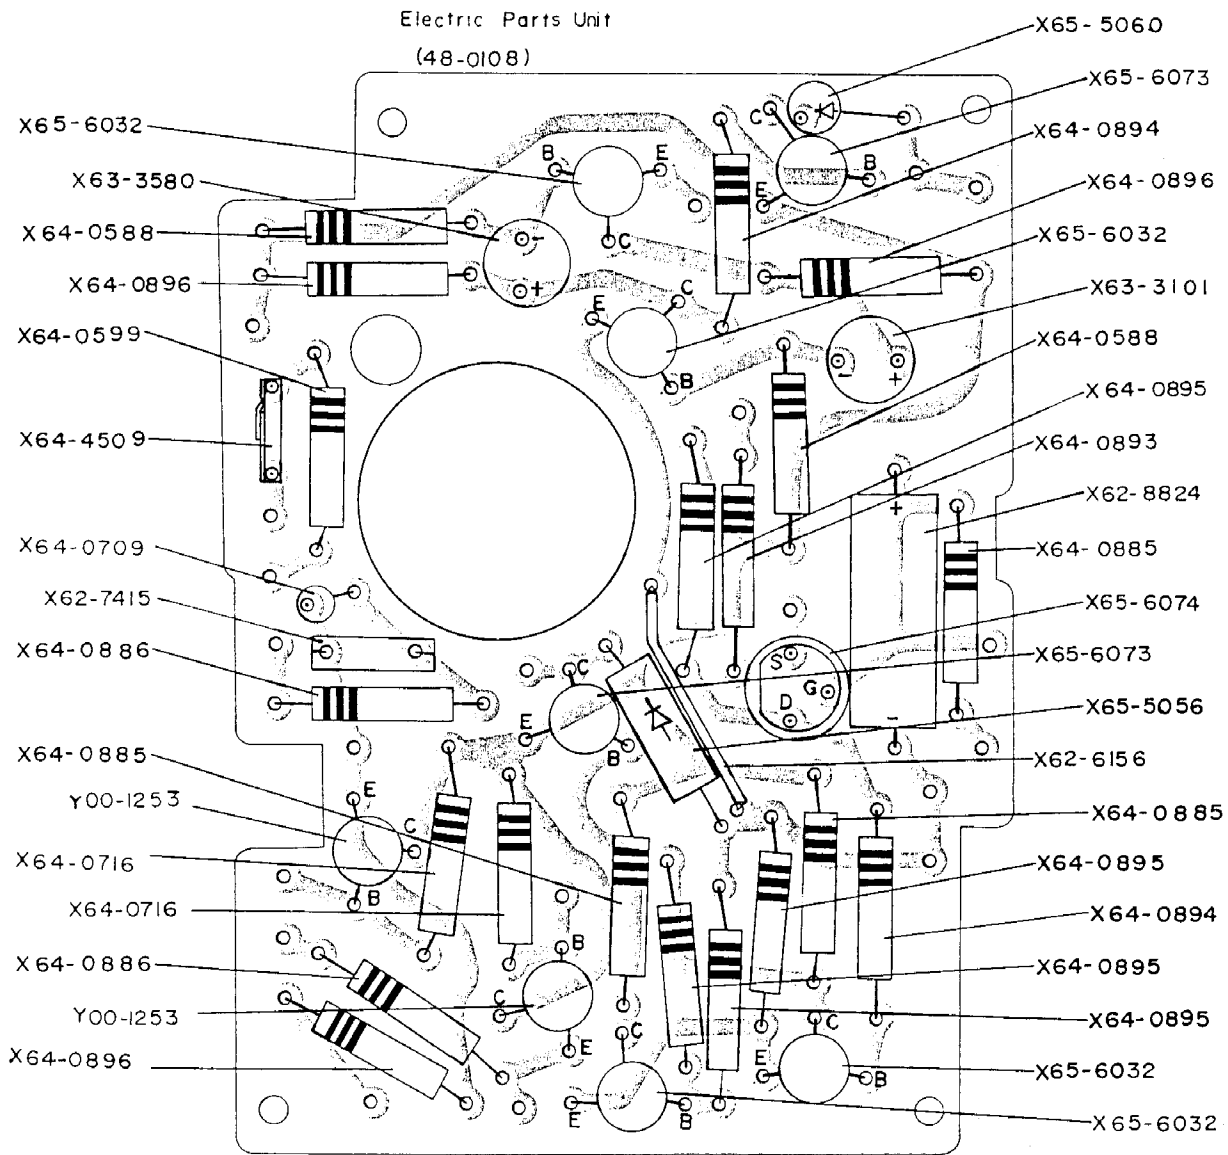 Electric Parts Unit
(48-0108)
X65-5060
X65-6073
X64-0894
X64-0896
X65-6032
X63-3101
X64-0588
X64-0895
X64-0893
X62-8824
X64-0885
X65-6074
X65-6073
X65-5056
X62-6156
X64-0885
X64-0895
X64-0894
X64-0895
X64-0895
X65-6032
X65-6032
X65-6032
X63-3580
X64-0588
X64-0896
X64-0599
X64-4509
X64-0709
X62-7415
X64-0886
X64-0885
Y00-1253
X64-0716
X64-0716
X64-0886
Y00-1253
X64-0896
B
E
C
-
+
C
B
E
C
E
B
-
+
+
-
S
G
D
C
E
B
E
C
B
B
C
E
C
E
B
C
E
B